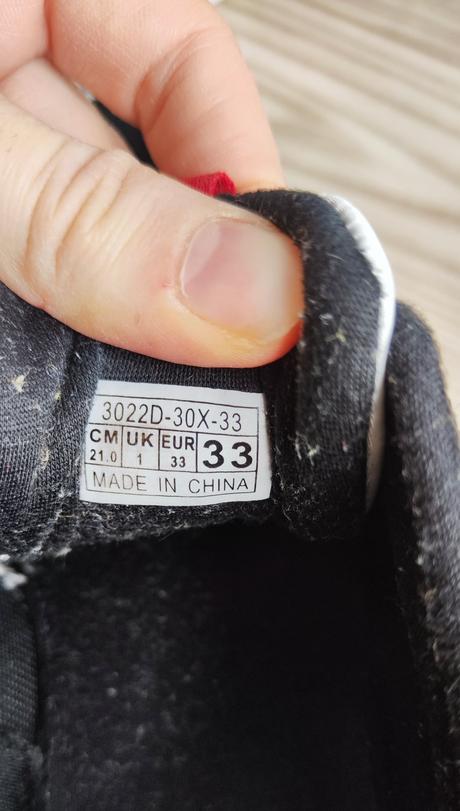 3022D-30X-33
CM UK EUR 33
21.0 1 33
MADE IN CHINA